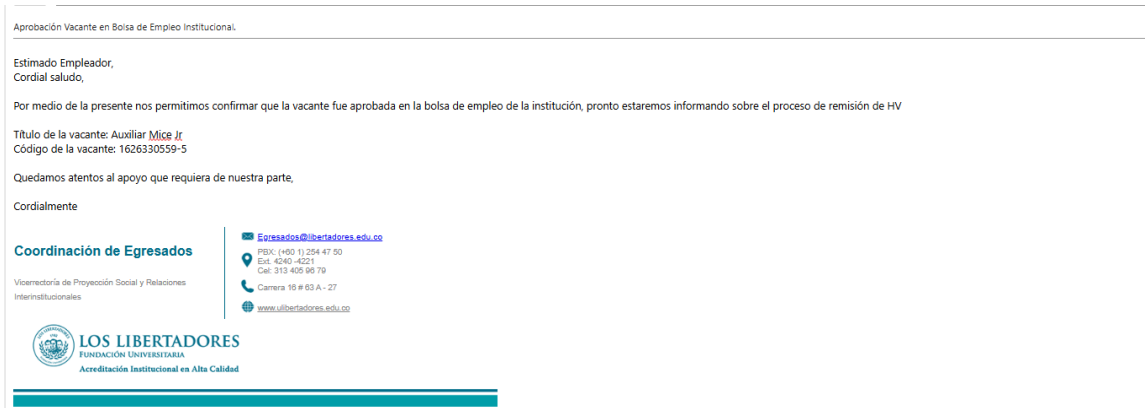 Aprobación Vacante en Bolsa de Empleo Institucional.
Estimado Empleador,
Cordial saludo,
Por medio de la presente nos permitimos confirmar que la vacante fue aprobada en la bolsa de empleo de la institución, pronto estaremos informando sobre el proceso de remisión de HV
Título de la vacante: Auxiliar Mice Jr
Código de la vacante: 1626330559-5
Quedamos atentos al apoyo que requiera de nuestra parte,
Cordialmente
Coordinación de Egresados
Vicerrectoría de Proyección Social y Relaciones
Interinstitucionales
Egresados@libertadores.edu.co
PBX: (+60 1) 254 47 50
Ext. 4240 -4221
Cel: 313 405 96 79
Carrera 16 # 63 A - 27
www.ulibertadores.edu.co
LOS LIBERTADORES
FUNDACIÓN UNIVERSITARIA
Acreditación Institucional en Alta Calidad